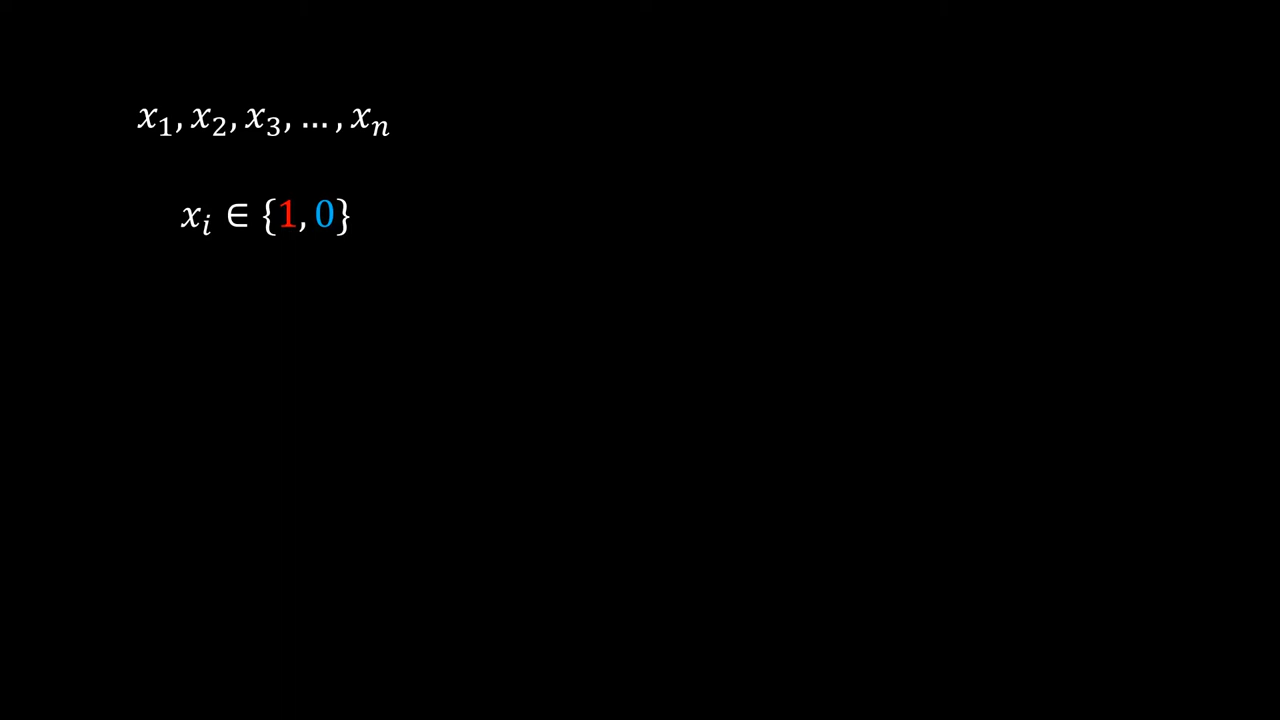 x₁, x₂, x₃, … , xₙ
xᵢ ∈ {1, 0}